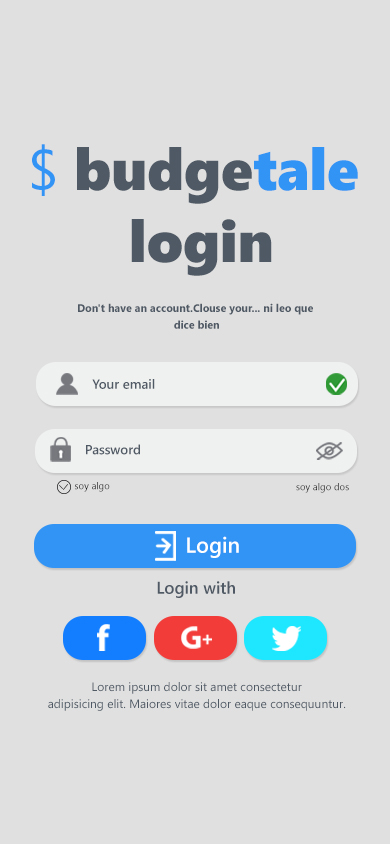 $ budgetale
login
Don't have an account.Clouse your... ni leo que
dice bien
Your email
Password
soy algo
soy algo dos
Login
Login with
f
G+
Lorem ipsum dolor sit amet consectetur
adipisicing elit. Maiores vitae dolor eaque consequuntur.